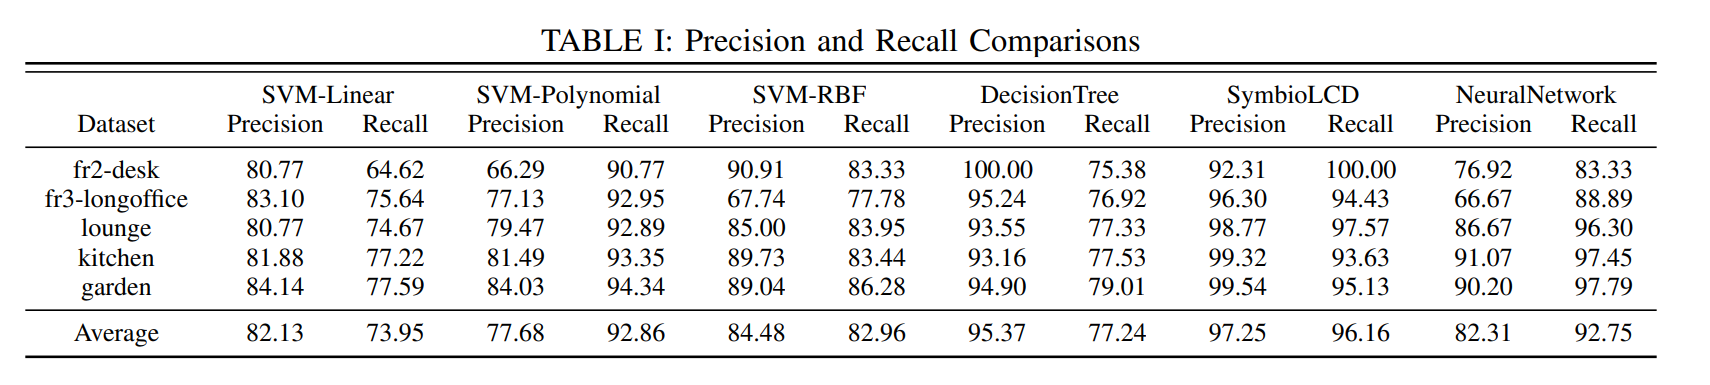 TABLE I: Precision and Recall Comparisons
SVM-Linear SVM-Polynomial SVM-RBF DecisionTree SymbioLCD NeuralNetwork
Dataset Precision Recall Precision Recall Precision Recall Precision Recall Precision Recall Precision Recall
fr2-desk 80.77 64.62 66.29 90.77 90.91 83.33 100.00 75.38 92.31 100.00 76.92 83.33
fr3-longoffice 83.10 75.64 77.13 92.95 67.74 77.78 95.24 76.92 96.30 94.43 66.67 88.89
lounge 80.77 74.67 79.47 92.89 85.00 83.95 93.55 77.33 98.77 97.57 86.67 96.30
kitchen 81.88 77.22 81.49 93.35 89.73 83.44 93.16 77.53 99.32 93.63 91.07 97.45
garden 84.14 77.59 84.03 94.34 89.04 86.28 94.90 79.01 99.54 95.13 90.20 97.79
Average 82.13 73.95 77.68 92.86 84.48 82.96 95.37 77.24 97.25 96.16 82.31 92.75